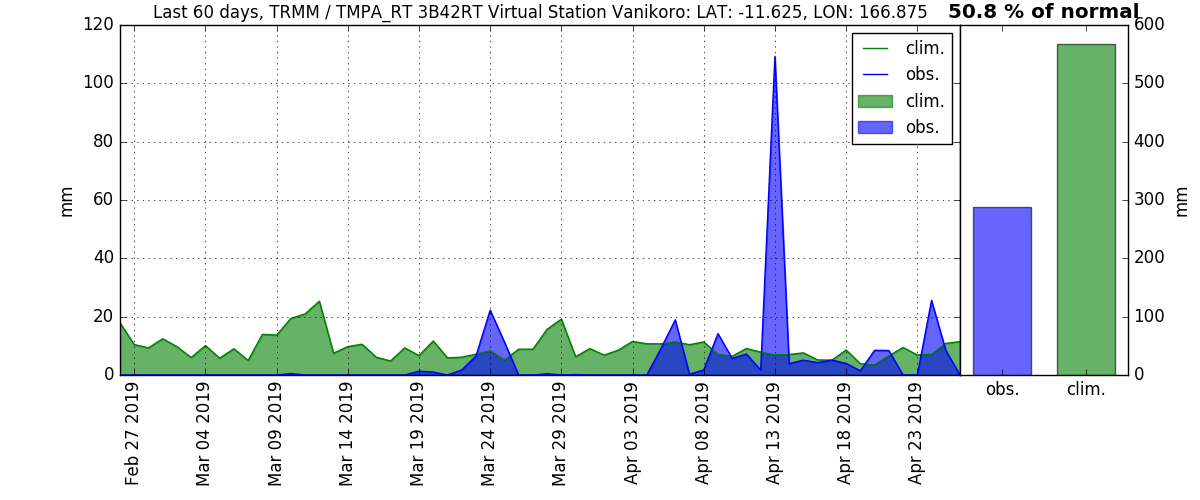 Last 60 days, TRMM / TMPA_RT 3B42RT Virtual Station Vanikoro: LAT: -11.625, LON: 166.875
50.8 % of normal
120
100
80
60
40
20
0
mm
clim.
obs.
clim.
obs.
Feb 27 2019
Mar 04 2019
Mar 09 2019
Mar 14 2019
Mar 19 2019
Mar 24 2019
Mar 29 2019
Apr 03 2019
Apr 08 2019
Apr 13 2019
Apr 18 2019
Apr 23 2019
600
500
400
300
200
100
0
mm
obs.
clim.